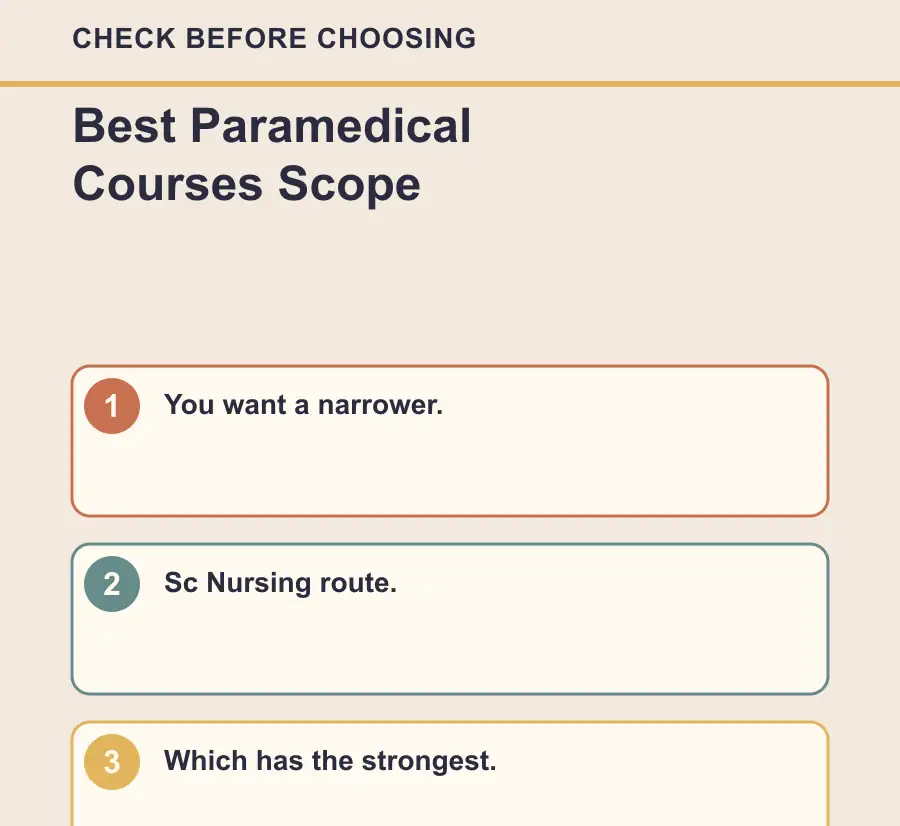 CHECK BEFORE CHOOSING
Best Paramedical
Courses Scope
1 You want a narrower.
2 Sc Nursing route.
3 Which has the strongest.